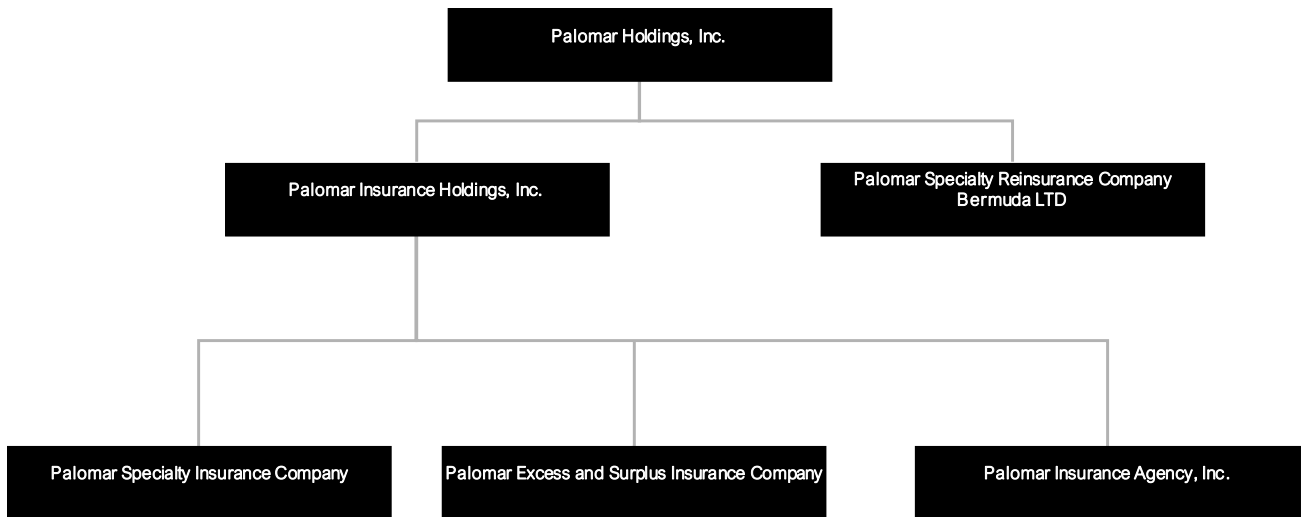 Palomar Holdings, Inc.
Palomar Insurance Holdings, Inc.
Palomar Specialty Reinsurance Company
Bermuda LTD
Palomar Specialty Insurance Company
Palomar Excess and Surplus Insurance Company
Palomar Insurance Agency, Inc.